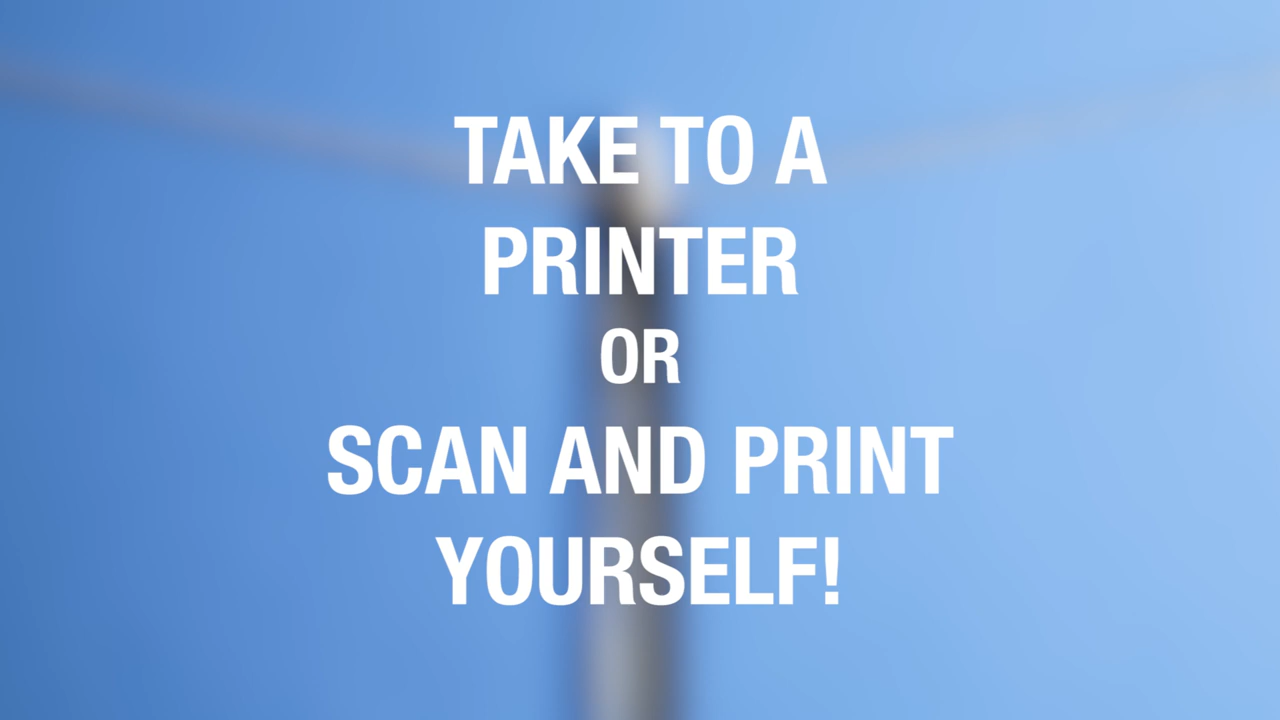 TAKE TO A
PRINTER
OR
SCAN AND PRINT
YOURSELF!